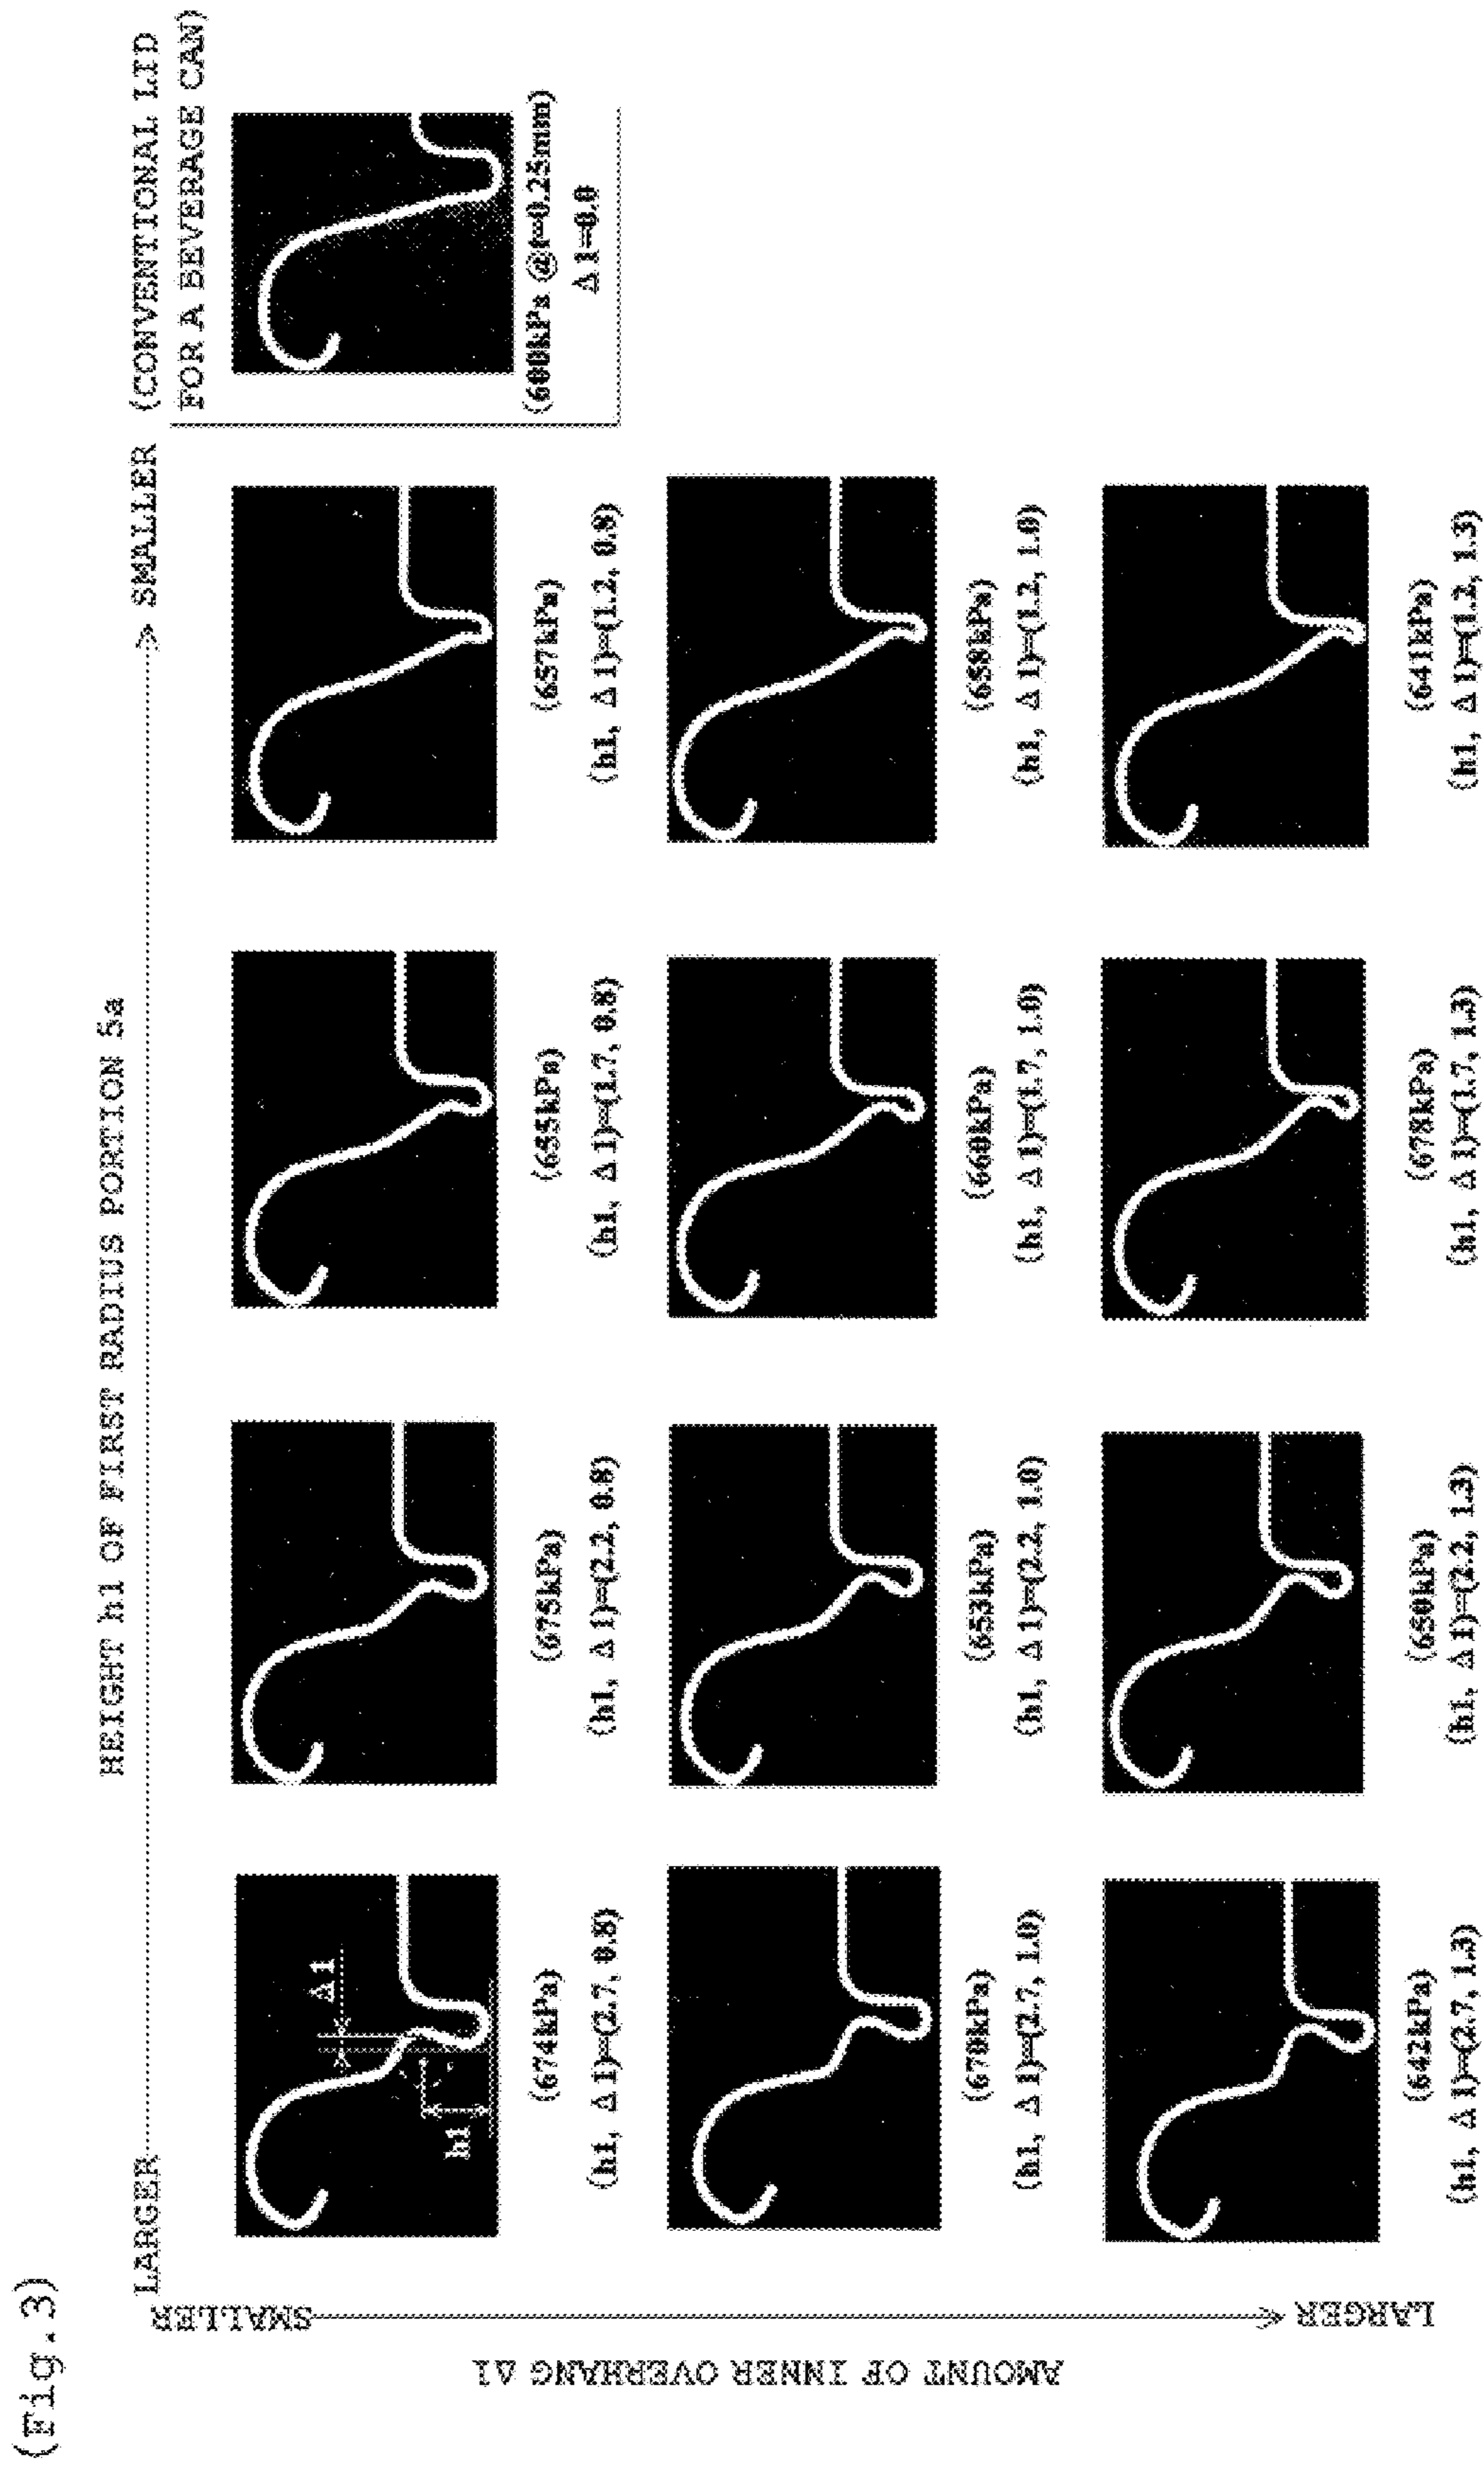 (Fig.3)
HEIGHT h1 OF FIRST RADIUS PORTION 5a
LARGER
SMALLER
(CONVENTIONAL LID
FOR A BEVERAGE CAN)
SMALLER
AMOUNT OF INNER OVERHANG Δ1
LARGER
Δ1
h1
(674kPa)
(h1, Δ1)=(2.7, 0.8)
(675kPa)
(h1, Δ1)=(2.2, 0.8)
(655kPa)
(h1, Δ1)=(1.7, 0.8)
(657kPa)
(h1, Δ1)=(1.2, 0.8)
(600kPa @t=0.25mm)
Δ1=0.0
(670kPa)
(h1, Δ1)=(2.7, 1.0)
(653kPa)
(h1, Δ1)=(2.2, 1.0)
(660kPa)
(h1, Δ1)=(1.7, 1.0)
(658kPa)
(h1, Δ1)=(1.2, 1.0)
(642kPa)
(h1, Δ1)=(2.7, 1.3)
(650kPa)
(h1, Δ1)=(2.2, 1.3)
(678kPa)
(h1, Δ1)=(1.7, 1.3)
(641kPa)
(h1, Δ1)=(1.2, 1.3)